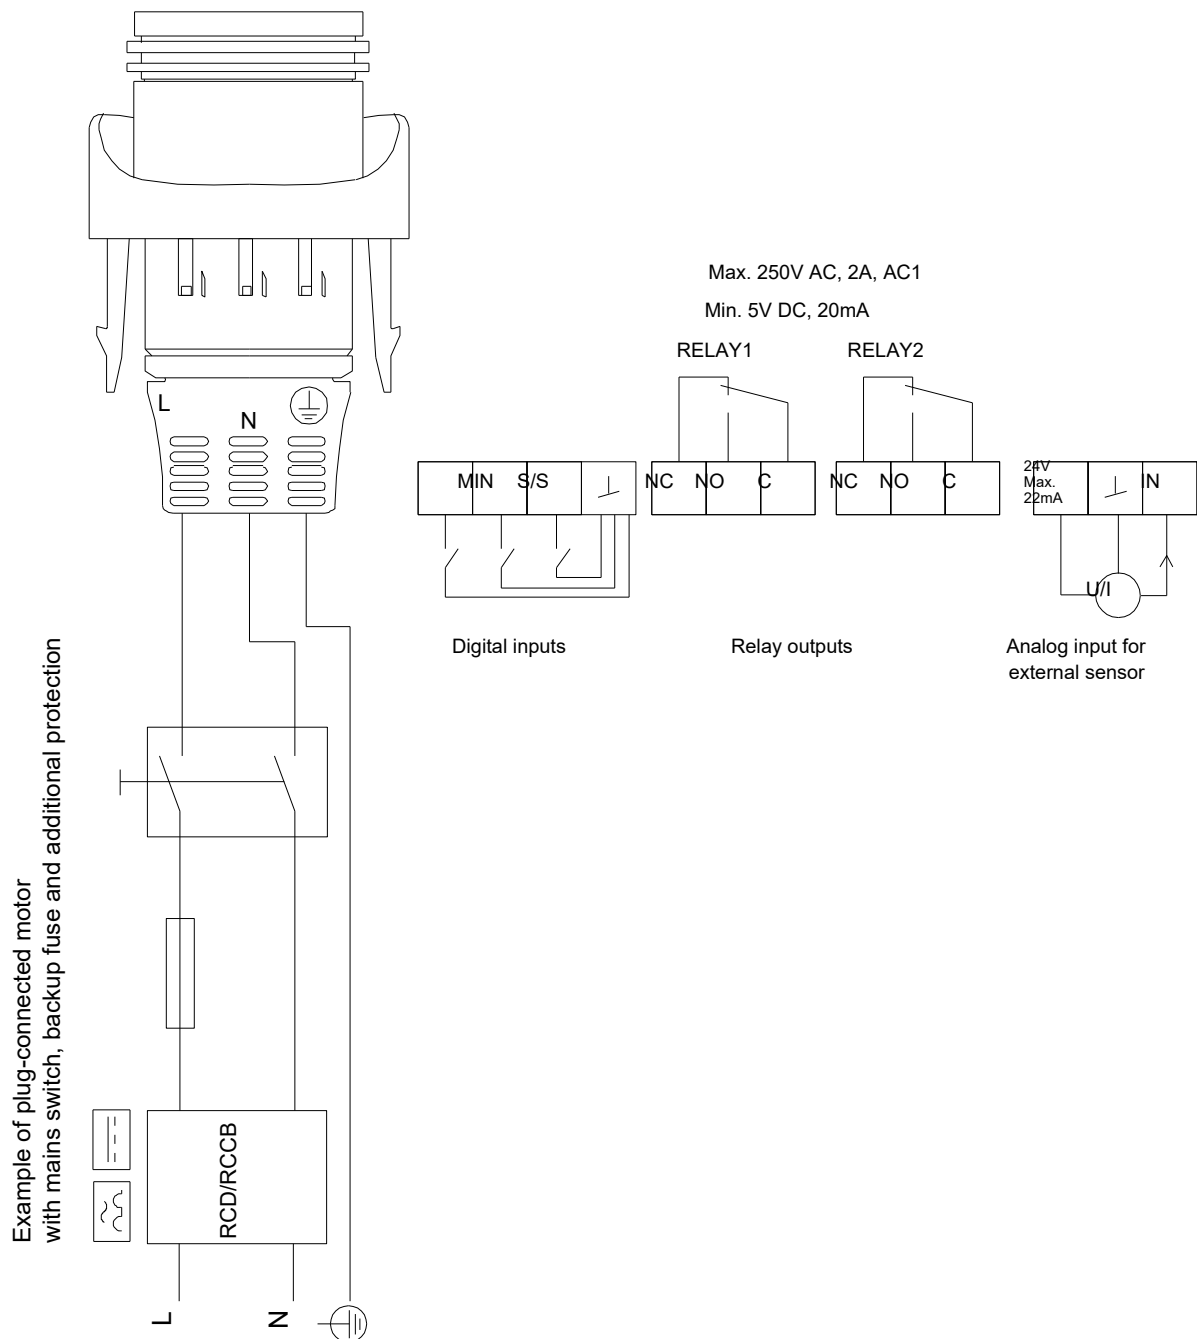 Max. 250V AC, 2A, AC1
Min. 5V DC, 20mA
RELAY1
RELAY2
L
N
MIN
S/S
NC
NO
C
NC
NO
C
24V
Max.
22mA
IN
U/I
Digital inputs
Relay outputs
Analog input for
external sensor
Example of plug-connected motor
with mains switch, backup fuse and additional protection
RCD/RCCB
L
N